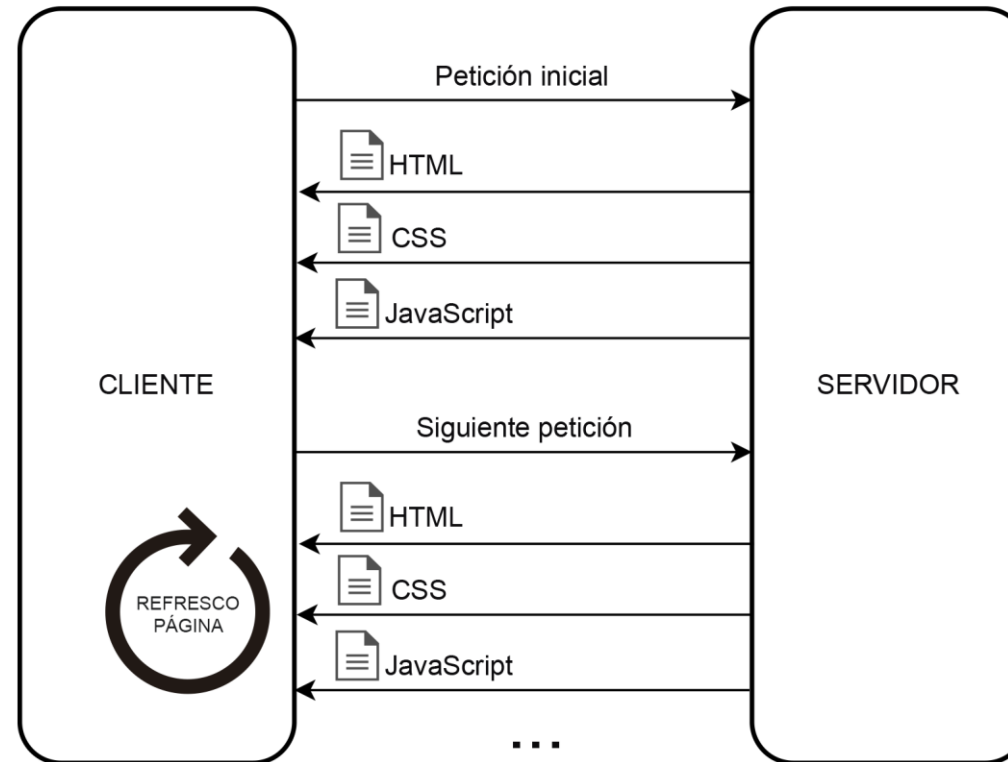 Petición inicial
HTML
CSS
JavaScript
CLIENTE
SERVIDOR
Siguiente petición
HTML
CSS
REFRESCO
PÁGINA
JavaScript
...